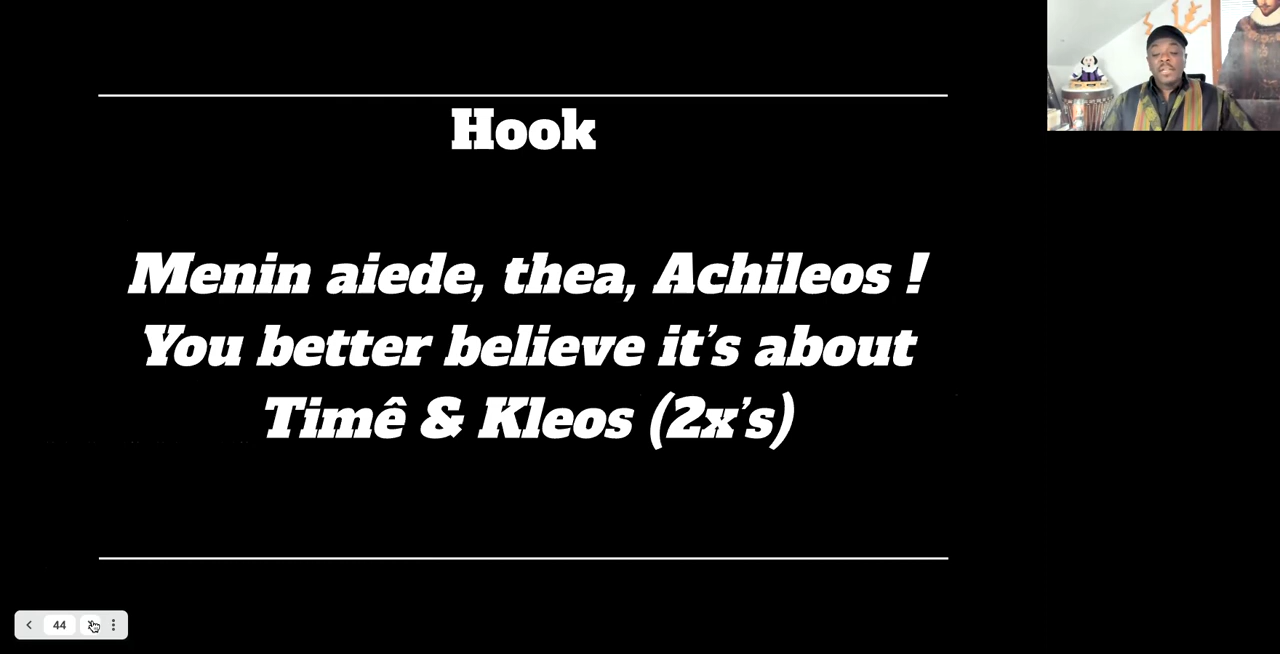 Hook
Menin aiede, thea, Achileos !
You better believe it's about
Timê & Kleos (2x's)
44